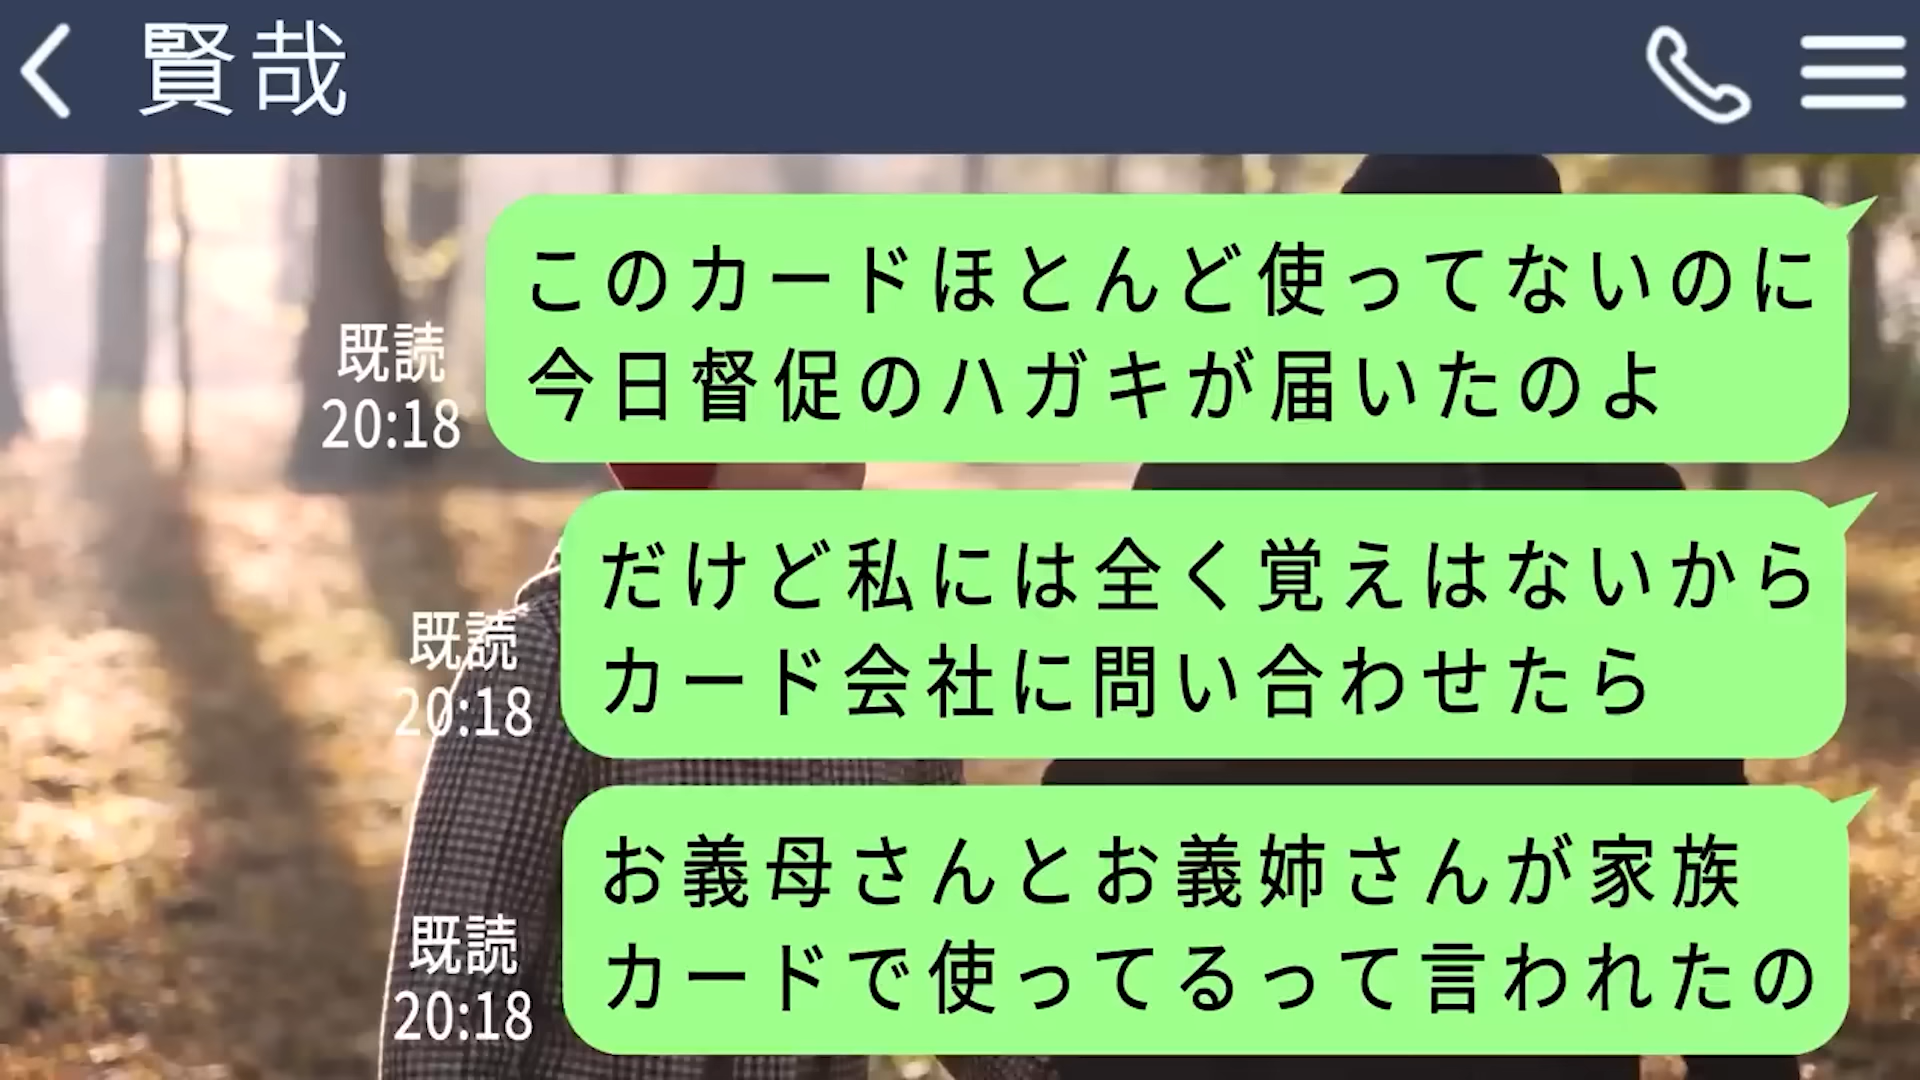 賢哉
このカードほとんど使ってないのに
今日督促のハガキが届いたのよ
既読
20:18
だけど私には全く覚えはないから
カード会社に問い合わせたら
既読
20:18
お義母さんとお義姉さんが家族
カードで使ってるって言われたの
既読
20:18